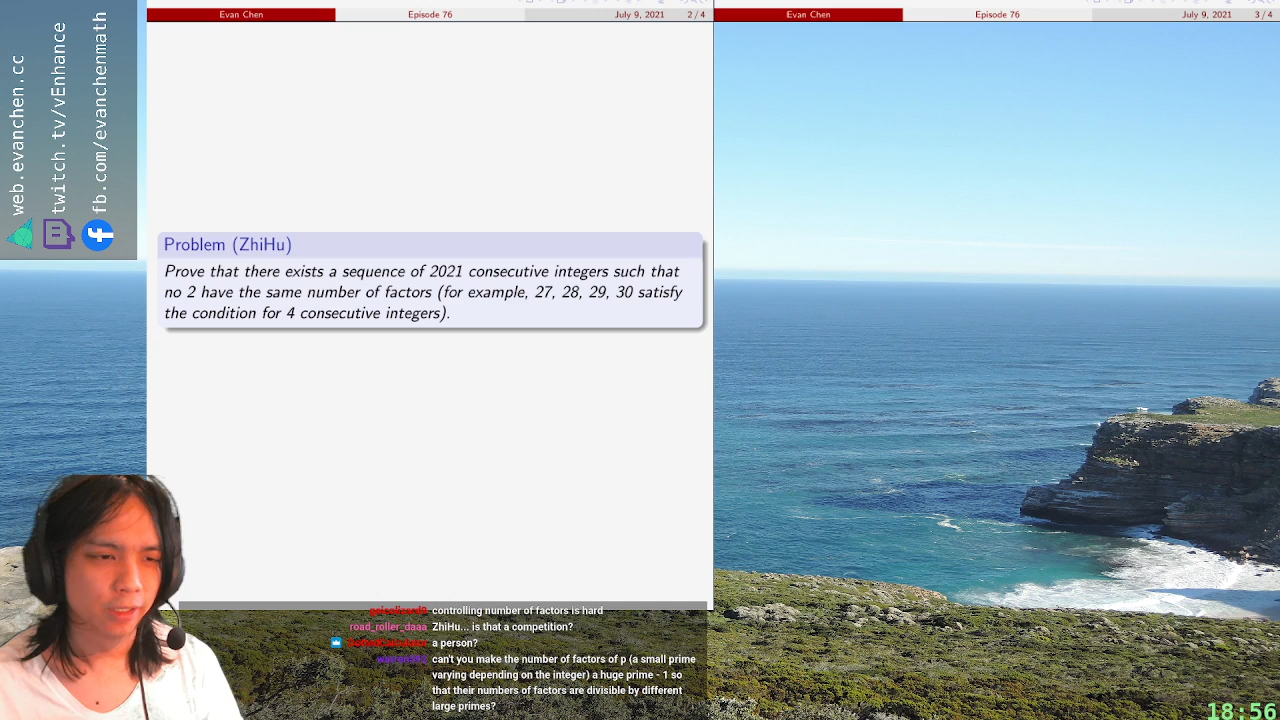 Evan Chen Episode 76 July 9, 2021 2 / 4
Evan Chen Episode 76 July 9, 2021 3 / 4
web.evanchen.cc
twitch.tv/vEnhance
fb.com/evanchenmath
Problem (ZhiHu)
Prove that there exists a sequence of 2021 consecutive integers such that
no 2 have the same number of factors (for example, 27, 28, 29, 30 satisfy
the condition for 4 consecutive integers).
controlling number of factors is hard
road_roller_daaa ZhiHu... is that a competition?
a person?
can't you make the number of factors of p (a small prime
varying depending on the integer) a huge prime - 1 so
that their numbers of factors are divisible by different
large primes?
18:56